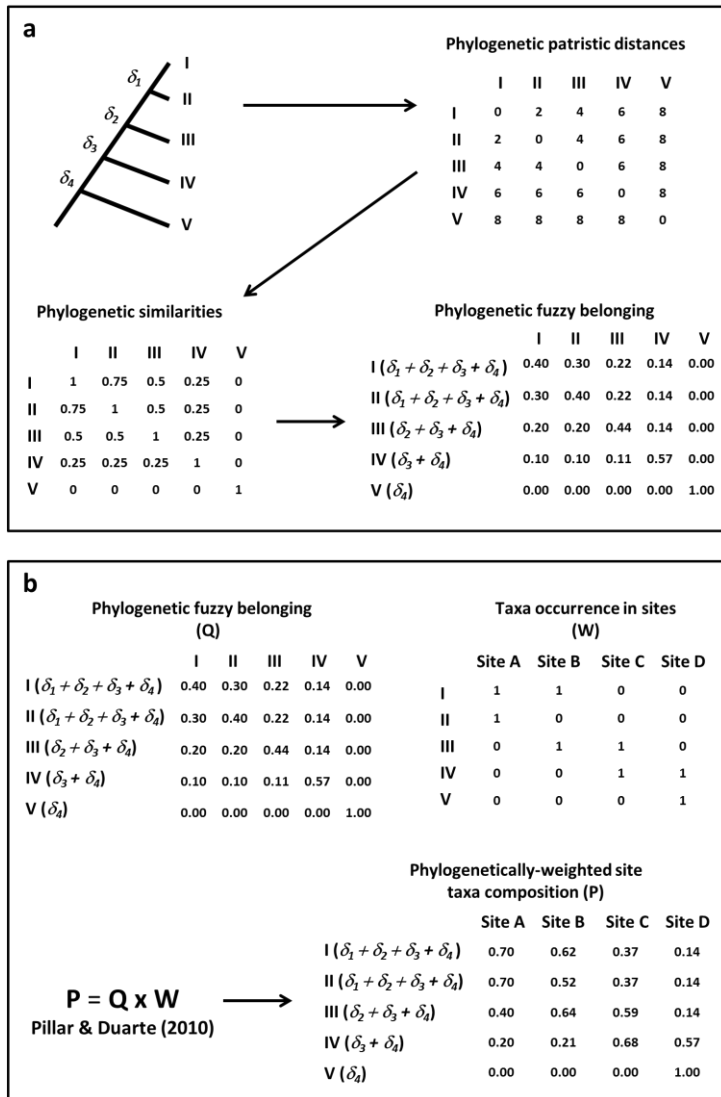 a
δ1
δ2
δ3
δ4
I
II
III
IV
V
Phylogenetic patristic distances
I II III IV V
I 0 2 4 6 8
II 2 0 4 6 8
III 4 4 0 6 8
IV 6 6 6 0 8
V 8 8 8 8 0
Phylogenetic similarities
I II III IV V
I 1 0.75 0.5 0.25 0
II 0.75 1 0.5 0.25 0
III 0.5 0.5 1 0.25 0
IV 0.25 0.25 0.25 1 0
V 0 0 0 0 1
Phylogenetic fuzzy belonging
I II III IV V
I (δ1 + δ2 + δ3 + δ4) 0.40 0.30 0.22 0.14 0.00
II (δ1 + δ2 + δ3 + δ4) 0.30 0.40 0.22 0.14 0.00
III (δ2 + δ3 + δ4) 0.20 0.20 0.44 0.14 0.00
IV (δ3 + δ4) 0.10 0.10 0.11 0.57 0.00
V (δ4) 0.00 0.00 0.00 0.00 1.00
b
Phylogenetic fuzzy belonging
(Q)
I II III IV V
I (δ1 + δ2 + δ3 + δ4) 0.40 0.30 0.22 0.14 0.00
II (δ1 + δ2 + δ3 + δ4) 0.30 0.40 0.22 0.14 0.00
III (δ2 + δ3 + δ4) 0.20 0.20 0.44 0.14 0.00
IV (δ3 + δ4) 0.10 0.10 0.11 0.57 0.00
V (δ4) 0.00 0.00 0.00 0.00 1.00
Taxa occurrence in sites
(W)
Site A Site B Site C Site D
I 1 1 0 0
II 1 0 0 0
III 0 1 1 0
IV 0 0 1 1
V 0 0 0 1
P = Q x W
Pillar & Duarte (2010)
Phylogenetically-weighted site
taxa composition (P)
Site A Site B Site C Site D
I (δ1 + δ2 + δ3 + δ4) 0.70 0.62 0.37 0.14
II (δ1 + δ2 + δ3 + δ4) 0.70 0.52 0.37 0.14
III (δ2 + δ3 + δ4) 0.40 0.64 0.59 0.14
IV (δ3 + δ4) 0.20 0.21 0.68 0.57
V (δ4) 0.00 0.00 0.00 1.00